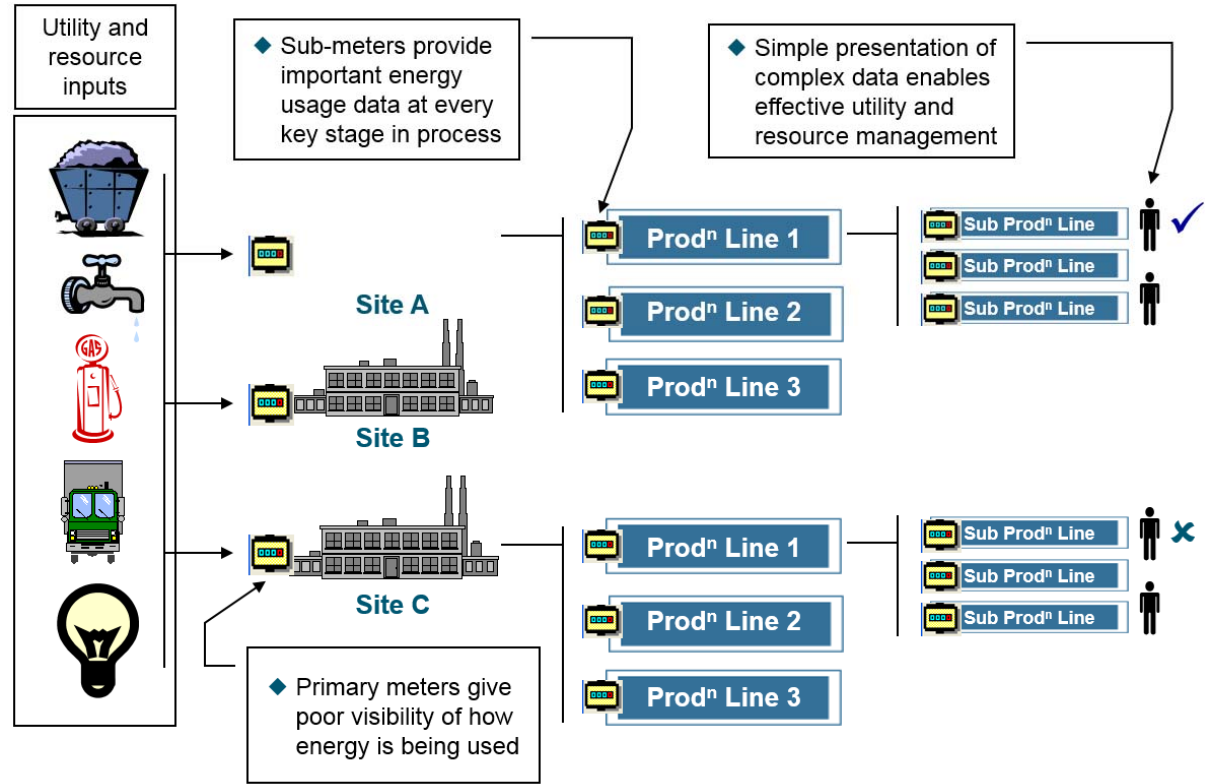 Utility and
resource
inputs
◆ Sub-meters provide
important energy
usage data at every
key stage in process
◆ Simple presentation of
complex data enables
effective utility and
resource management
GAS
Site A
Site B
Site C
Prodⁿ Line 1
Prodⁿ Line 2
Prodⁿ Line 3
Sub Prodⁿ Line
Sub Prodⁿ Line
Sub Prodⁿ Line
Prodⁿ Line 1
Prodⁿ Line 2
Prodⁿ Line 3
Sub Prodⁿ Line
Sub Prodⁿ Line
Sub Prodⁿ Line
◆ Primary meters give
poor visibility of how
energy is being used